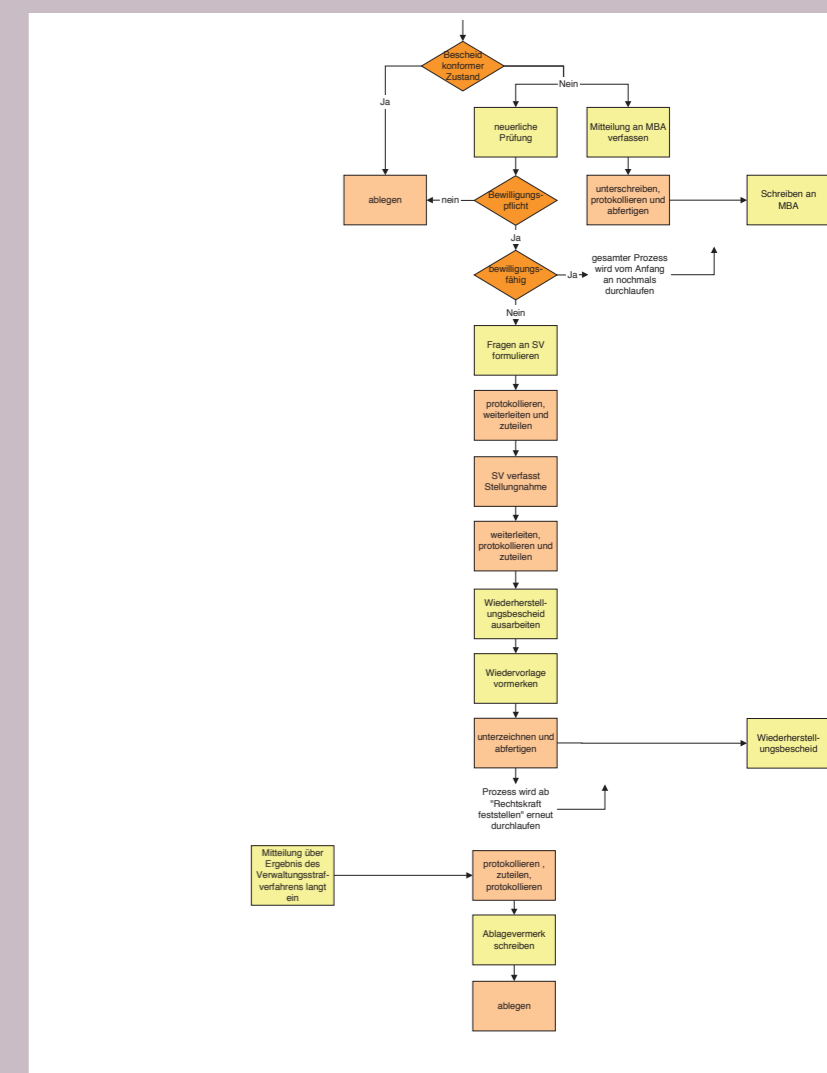 Bescheid
konformer
Zustand
Nein
Ja
neuerliche
Prüfung
Mitteilung an MBA
verfassen
ablegen
nein
Bewilligungs-
pflicht
unterschreiben,
protokollieren und
abfertigen
Schreiben an
MBA
Ja
bewilligungs-
fähig
Ja
gesamter Prozess
wird vom Anfang
an nochmals
durchlaufen
Nein
Fragen an SV
formulieren
protokollieren,
weiterleiten und
zuteilen
SV verfasst
Stellungnahme
weiterleiten,
protokollieren und
zuteilen
Wiederherstell-
ungsbescheid
ausarbeiten
Wiedervorlage
vormerken
unterzeichnen und
abfertigen
Wiederherstell-
ungsbescheid
Prozess wird ab
"Rechtskraft
feststellen" erneut
durchlaufen
Mitteilung über
Ergebnis des
Verwaltungsstraf-
verfahrens langt
ein
protokollieren ,
zuteilen,
protokollieren
Ablagevermerk
schreiben
ablegen